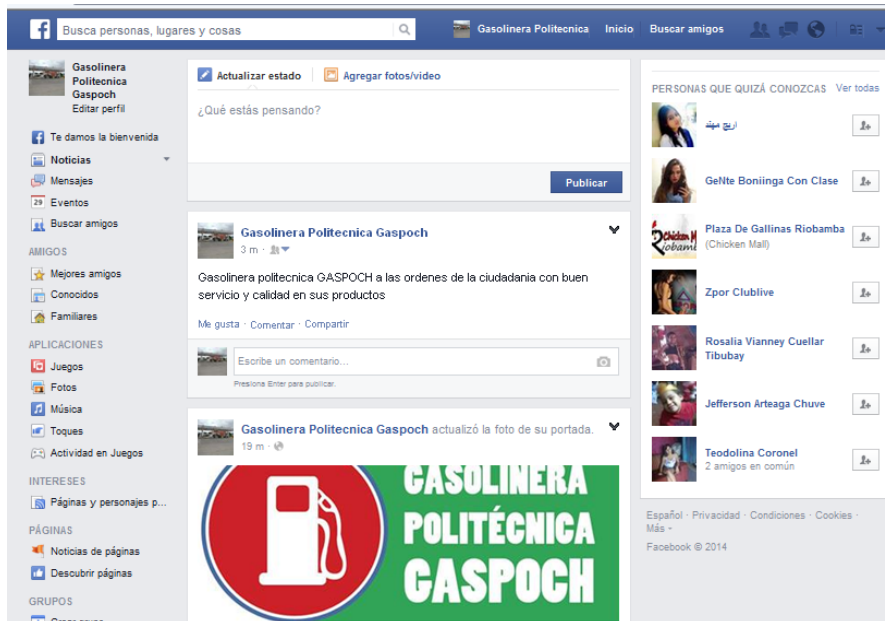 Busca personas, lugares y cosas
Gasolinera Politecnica
Inicio
Buscar amigos
Gasolinera
Politecnica
Gaspoch
Editar perfil
Te damos la bienvenida
Noticias
Mensajes
29 Eventos
Buscar amigos
AMIGOS
Mejores amigos
Conocidos
Familiares
APLICACIONES
Juegos
Fotos
Música
Toques
Actividad en Juegos
INTERESES
Páginas y personajes p...
PÁGINAS
Noticias de páginas
Descubrir páginas
GRUPOS
Actualizar estado
Agregar fotos/video
¿Qué estás pensando?
Publicar
Gasolinera Politecnica Gaspoch
3 m ·
Gasolinera politecnica GASPOCH a las ordenes de la ciudadania con buen
servicio y calidad en sus productos
Me gusta · Comentar · Compartir
Escribe un comentario...
Presiona Enter para publicar.
Gasolinera Politecnica Gaspoch actualizó la foto de su portada.
19 m ·
GASOLINERA
POLITÉCNICA
GASPOCH
PERSONAS QUE QUIZÁ CONOZCAS Ver todas
GeNte Boniinga Con Clase
Plaza De Gallinas Riobamba
(Chicken Mall)
Zpor Clublive
Rosalia Vianney Cuellar
Tibubay
Jefferson Arteaga Chuve
Teodolina Coronel
2 amigos en común
Español · Privacidad · Condiciones · Cookies ·
Más
Facebook © 2014